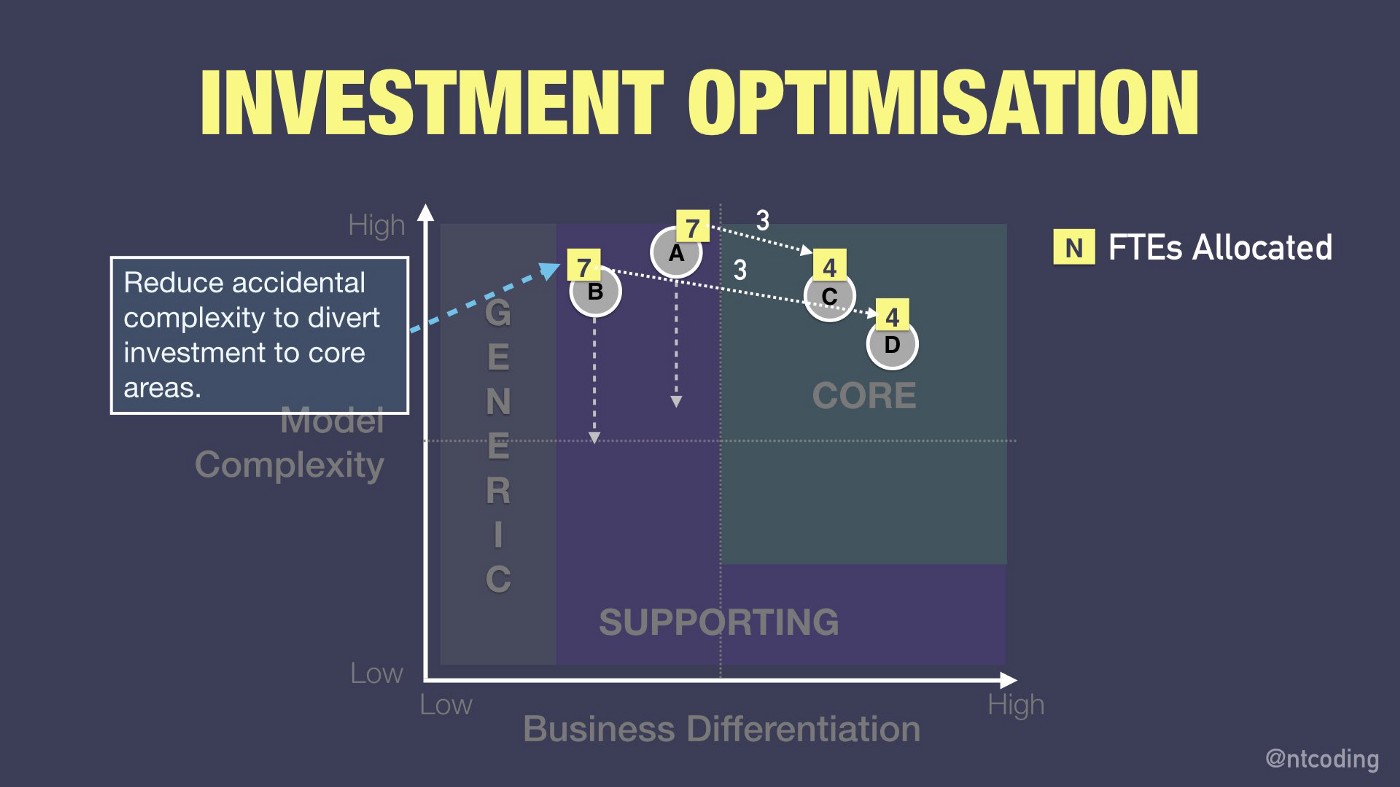 INVESTMENT OPTIMISATION
High
7
3
N FTEs Allocated
A
7
3
4
B
C
Reduce accidental
complexity to divert
investment to core
areas.
4
D
G
E
N
E
R
I
C
CORE
Model
Complexity
SUPPORTING
Low
Low
High
Business Differentiation
@ntcoding